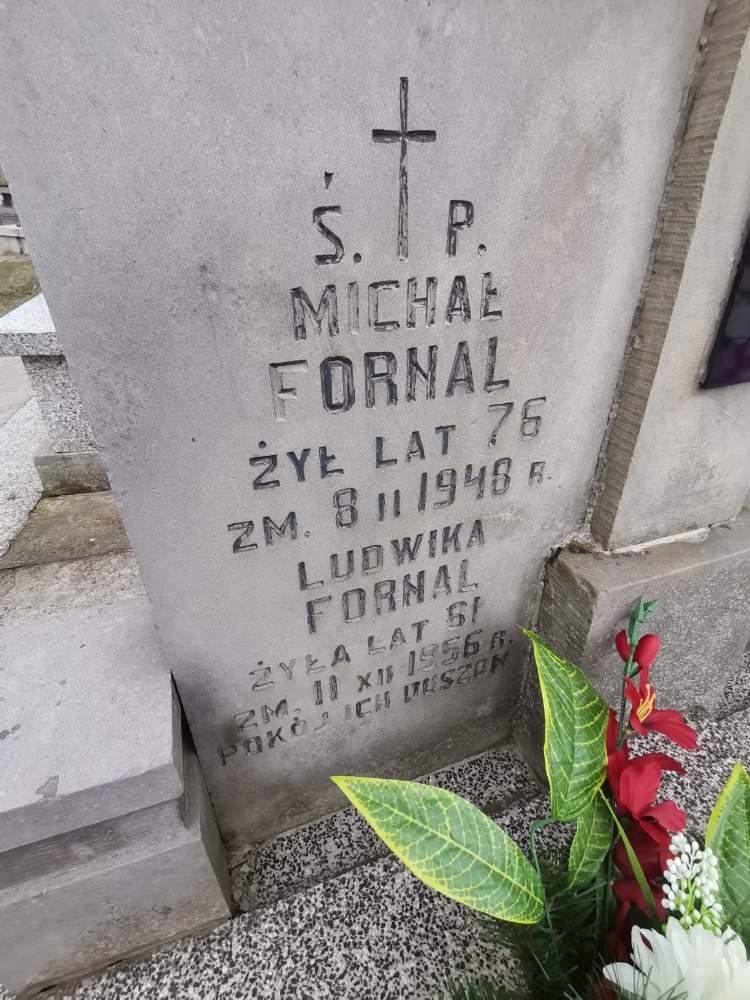 Ś. P.
MICHAŁ
FORNAL
ŻYŁ LAT 76
ZM. 8 II 1948 R.
LUDWIKA
FORNAL
ŻYŁA LAT 81
ZM. 11 XII 1956 R.
POKÓJ ICH DUSZOM